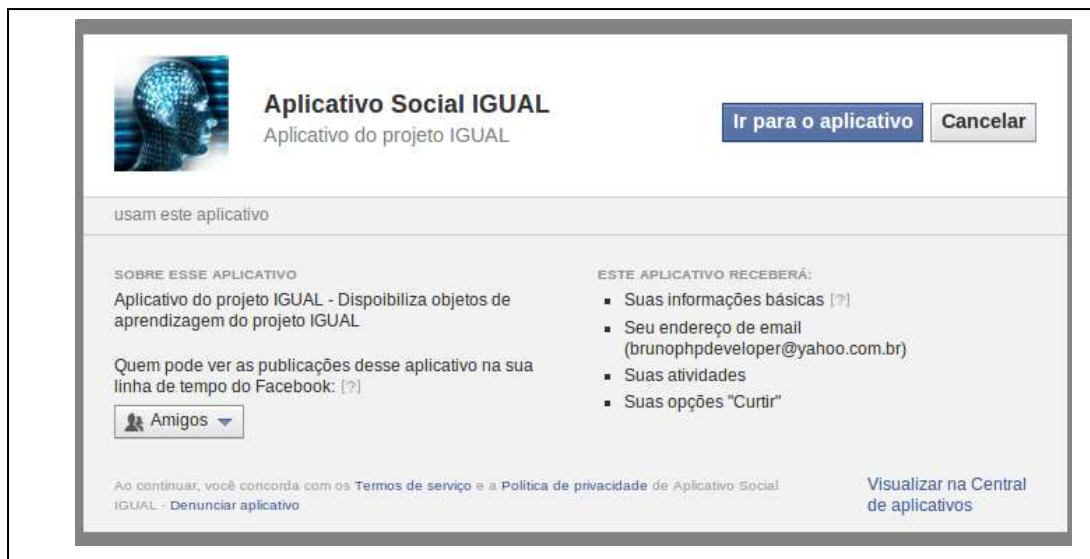 Aplicativo Social IGUAL
Aplicativo do projeto IGUAL
Ir para o aplicativo
Cancelar
usam este aplicativo
SOBRE ESSE APLICATIVO
Aplicativo do projeto IGUAL - Dispoibiliza objetos de
aprendizagem do projeto IGUAL
Quem pode ver as publicações desse aplicativo na sua
linha de tempo do Facebook: [?]
Amigos
ESTE APLICATIVO RECEBERÁ:
Suas informações básicas [?]
Seu endereço de email
(brunophpdeveloper@yahoo.com.br)
Suas atividades
Suas opções "Curtir"
Ao continuar, você concorda com os Termos de serviço e a Política de privacidade de Aplicativo Social
IGUAL - Denunciar aplicativo
Visualizar na Central
de aplicativos